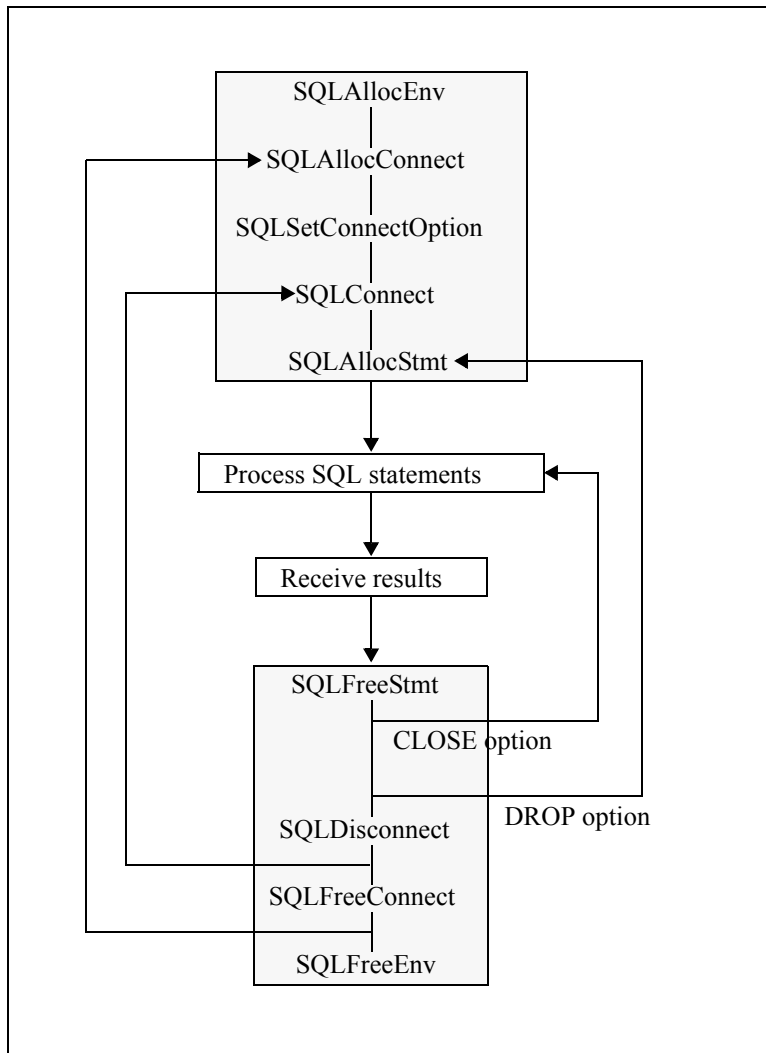 SQLAllocEnv
SQLAllocConnect
SQLSetConnectOption
SQLConnect
SQLAllocStmt
Process SQL statements
Receive results
SQLFreeStmt
CLOSE option
DROP option
SQLDisconnect
SQLFreeConnect
SQLFreeEnv